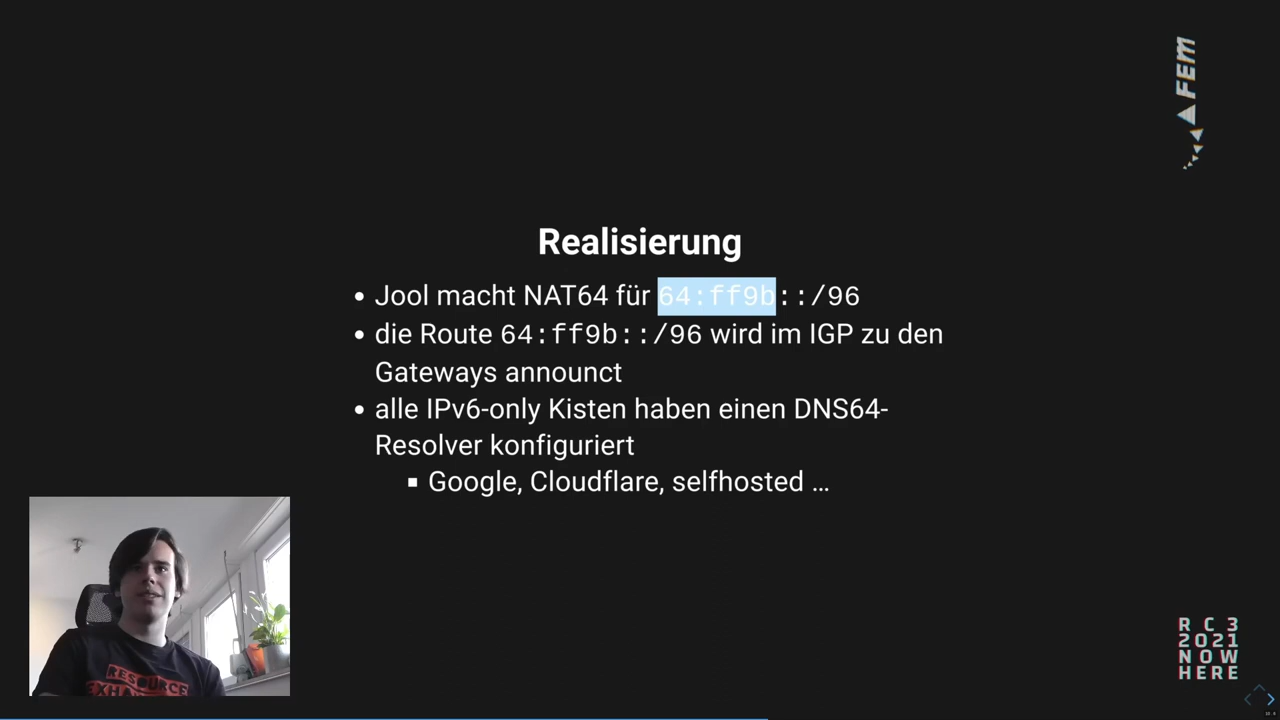 FEM
Realisierung
Jool macht NAT64 für 64:ff9b::/96
die Route 64:ff9b::/96 wird im IGP zu den
Gateways announct
alle IPv6-only Kisten haben einen DNS64-
Resolver konfiguriert
Google, Cloudflare, selfhosted …
RESOURCE
RC3
2021
NOW
HERE